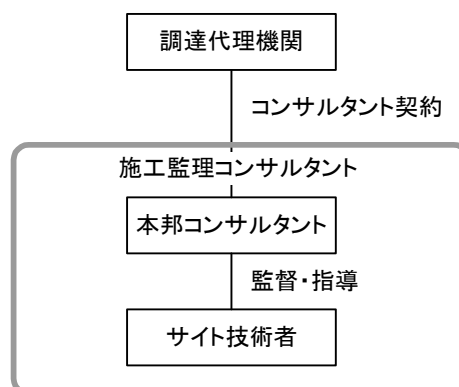 調達代理機関
コンサルタント契約
施工監理コンサルタント
本邦コンサルタント
監督・指導
サイト技術者